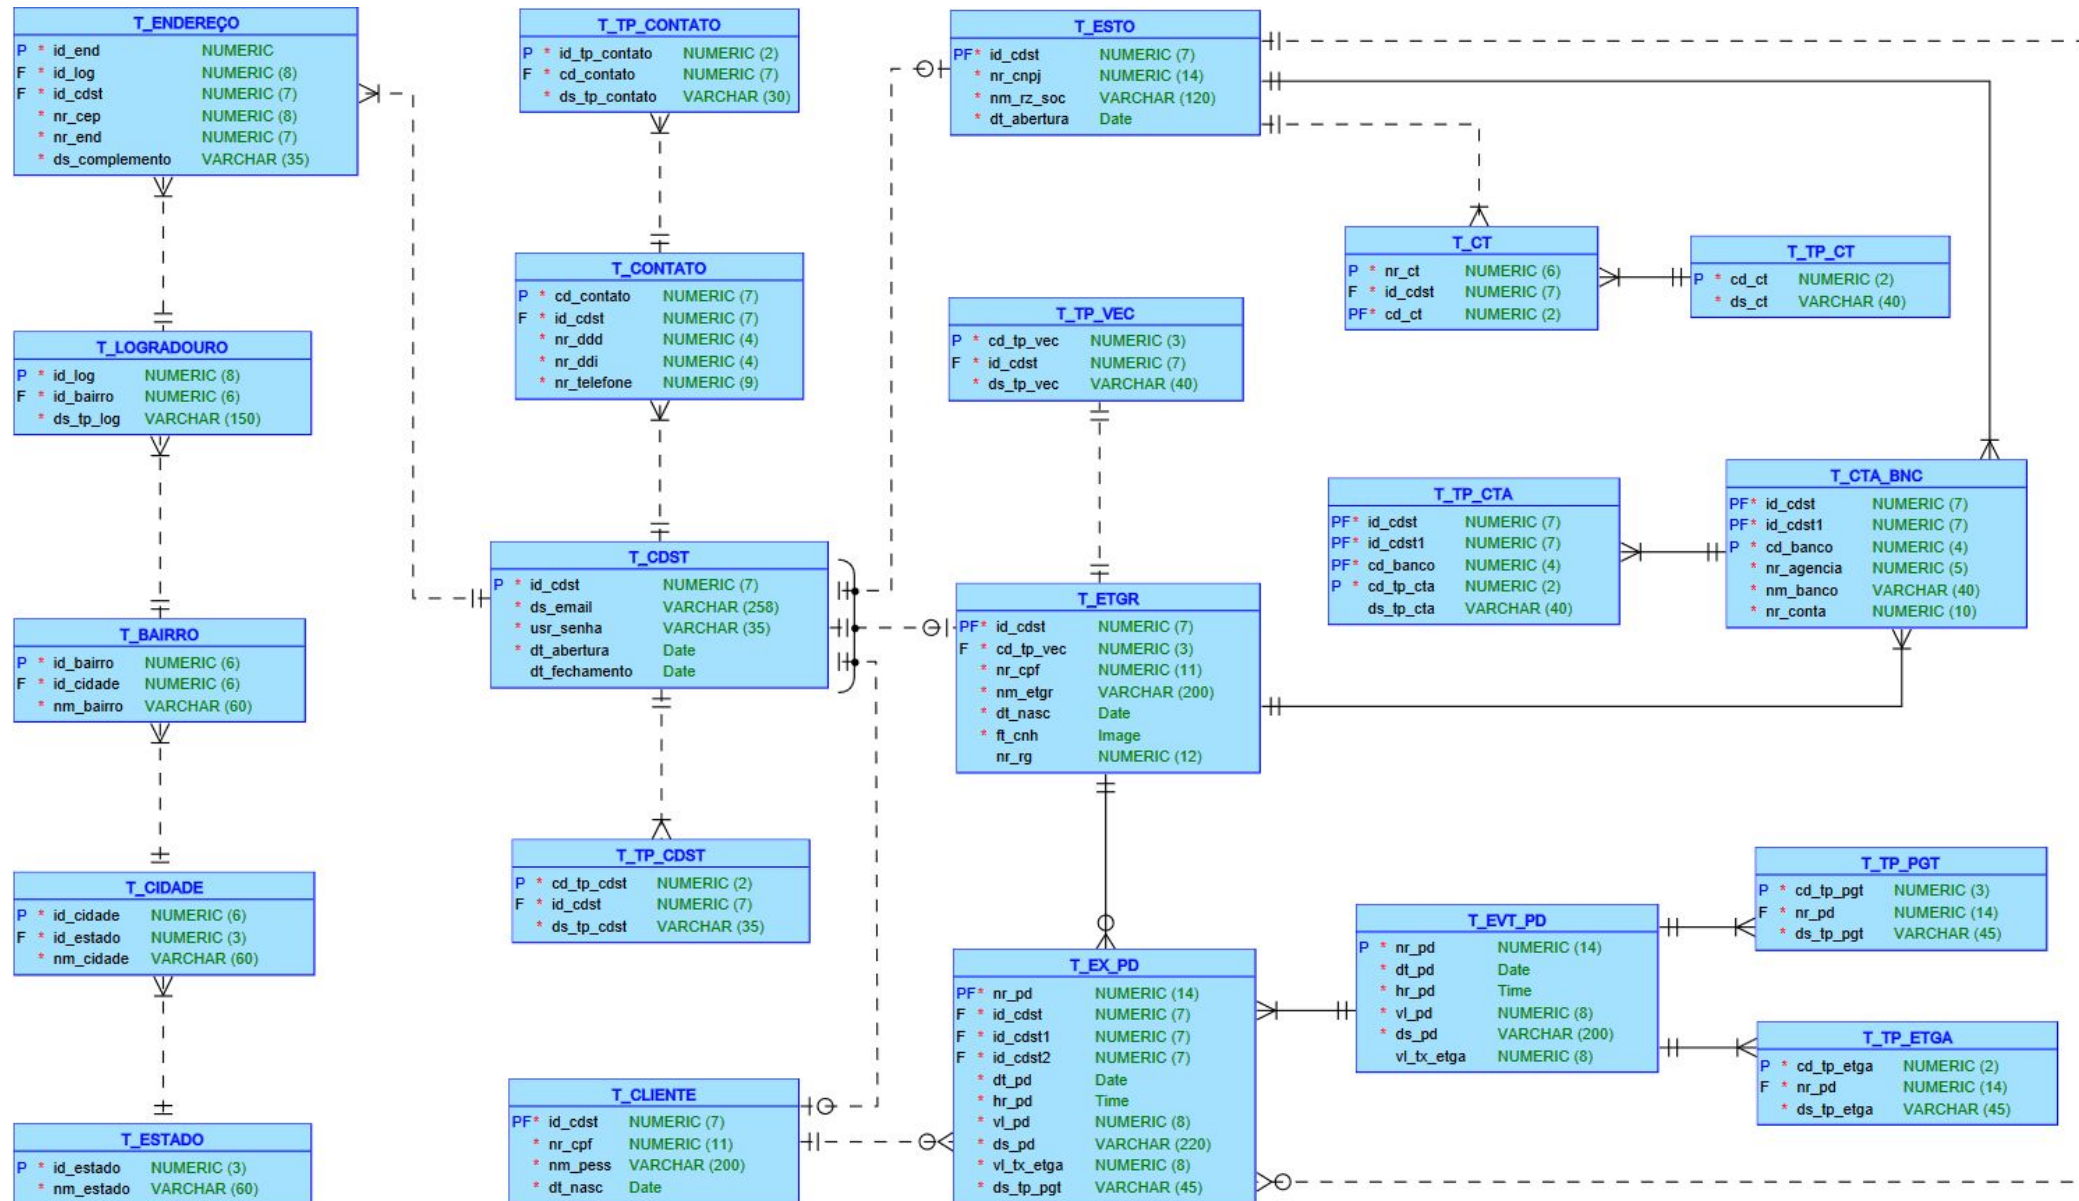 T_ENDEREÇO
P * id_end NUMERIC
F * id_log NUMERIC (8)
F * id_cdst NUMERIC (7)
* nr_cep NUMERIC (8)
* nr_end NUMERIC (7)
* ds_complemento VARCHAR (35)
T_LOGRADOURO
P * id_log NUMERIC (8)
F * id_bairro NUMERIC (6)
* ds_tp_log VARCHAR (150)
T_BAIRRO
P * id_bairro NUMERIC (6)
F * id_cidade NUMERIC (6)
* nm_bairro VARCHAR (60)
T_CIDADE
P * id_cidade NUMERIC (6)
F * id_estado NUMERIC (3)
* nm_cidade VARCHAR (60)
T_ESTADO
P * id_estado NUMERIC (3)
* nm_estado VARCHAR (60)
T_TP_CONTATO
P * id_tp_contato NUMERIC (2)
F * cd_contato NUMERIC (7)
* ds_tp_contato VARCHAR (30)
T_CONTATO
P * cd_contato NUMERIC (7)
F * id_cdst NUMERIC (7)
* nr_ddd NUMERIC (4)
* nr_ddi NUMERIC (4)
* nr_telefone NUMERIC (9)
T_CDST
P * id_cdst NUMERIC (7)
* ds_email VARCHAR (258)
* usr_senha VARCHAR (35)
* dt_abertura Date
dt_fechamento Date
T_TP_CDST
P * cd_tp_cdst NUMERIC (2)
F * id_cdst NUMERIC (7)
* ds_tp_cdst VARCHAR (35)
T_CLIENTE
PF* id_cdst NUMERIC (7)
* nr_cpf NUMERIC (11)
* nm_pess VARCHAR (200)
* dt_nasc Date
T_ESTO
PF* id_cdst NUMERIC (7)
* nr_cnpj NUMERIC (14)
* nm_rz_soc VARCHAR (120)
* dt_abertura Date
T_TP_VEC
P * cd_tp_vec NUMERIC (3)
F * id_cdst NUMERIC (7)
* ds_tp_vec VARCHAR (40)
T_ETGR
PF* id_cdst NUMERIC (7)
F * cd_tp_vec NUMERIC (3)
* nr_cpf NUMERIC (11)
* nm_etgr VARCHAR (200)
* dt_nasc Date
* ft_cnh Image
nr_rg NUMERIC (12)
T_EX_PD
PF* nr_pd NUMERIC (14)
F * id_cdst NUMERIC (7)
F * id_cdst1 NUMERIC (7)
F * id_cdst2 NUMERIC (7)
* dt_pd Date
* hr_pd Time
* vl_pd NUMERIC (8)
* ds_pd VARCHAR (220)
* vl_tx_etga NUMERIC (8)
* ds_tp_pgt VARCHAR (45)
T_CT
P * nr_ct NUMERIC (6)
F * id_cdst NUMERIC (7)
PF* cd_ct NUMERIC (2)
T_TP_CT
P * cd_ct NUMERIC (2)
* ds_ct VARCHAR (40)
T_TP_CTA
PF* id_cdst NUMERIC (7)
PF* id_cdst1 NUMERIC (7)
PF* cd_banco NUMERIC (4)
P * cd_tp_cta NUMERIC (2)
ds_tp_cta VARCHAR (40)
T_CTA_BNC
PF* id_cdst NUMERIC (7)
PF* id_cdst1 NUMERIC (7)
P * cd_banco NUMERIC (4)
* nr_agencia NUMERIC (5)
* nm_banco VARCHAR (40)
* nr_conta NUMERIC (10)
T_EVT_PD
P * nr_pd NUMERIC (14)
* dt_pd Date
* hr_pd Time
* vl_pd NUMERIC (8)
* ds_pd VARCHAR (200)
vl_tx_etga NUMERIC (8)
T_TP_PGT
P * cd_tp_pgt NUMERIC (3)
F * nr_pd NUMERIC (14)
* ds_tp_pgt VARCHAR (45)
T_TP_ETGA
P * cd_tp_etga NUMERIC (2)
F * nr_pd NUMERIC (14)
* ds_tp_etga VARCHAR (45)